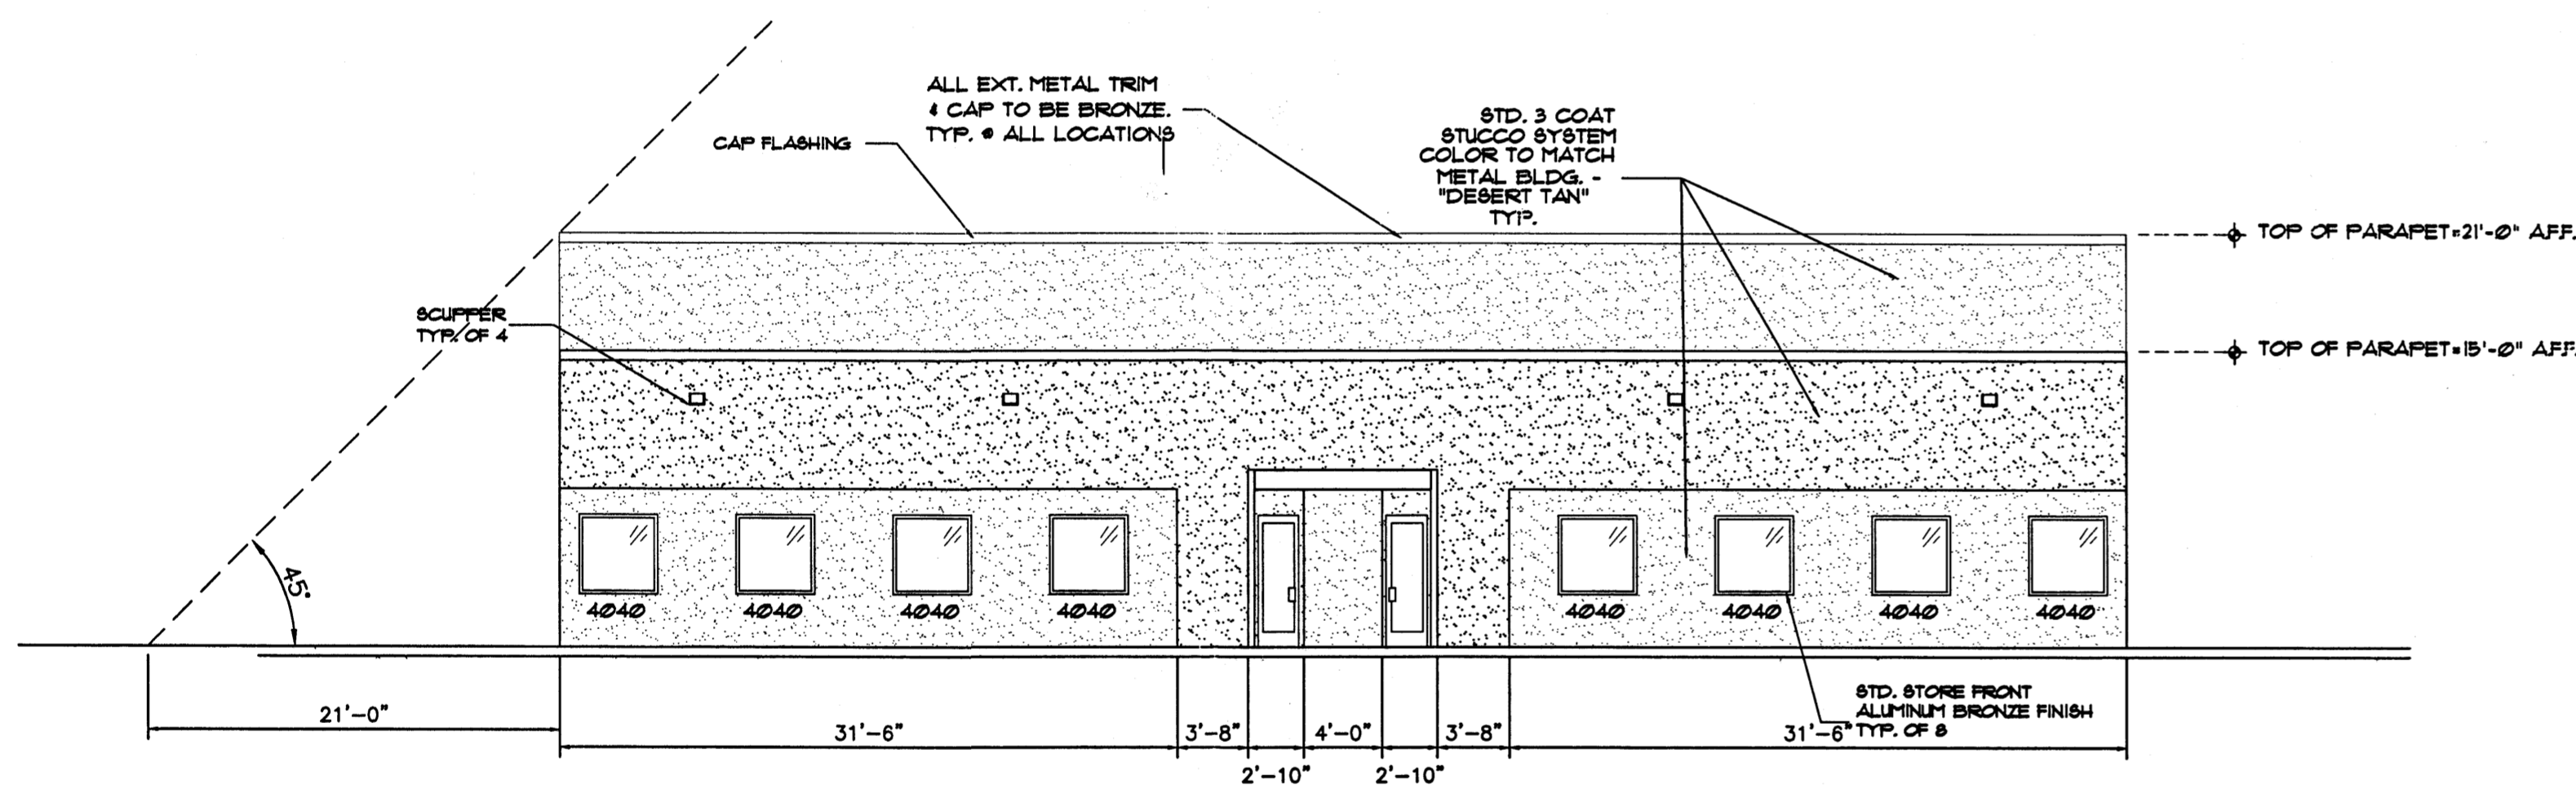 ALL EXT. METAL TRIM
& CAP TO BE BRONZE.
TYP. @ ALL LOCATIONS
CAP FLASHING
STD. 3 COAT
STUCCO SYSTEM
COLOR TO MATCH
METAL BLDG. -
"DESERT TAN"
TYP.
TOP OF PARAPET=21'-0" A.F.F.
SCUPPER
TYP. OF 4
TOP OF PARAPET=15'-0" A.F.F.
45°
4040
4040
4040
4040
4040
4040
4040
4040
STD. STORE FRONT
ALUMINUM BRONZE FINISH
TYP. OF 8
21'-0"
31'-6"
3'-8"
4'-0"
3'-8"
31'-6"
2'-10"
2'-10"